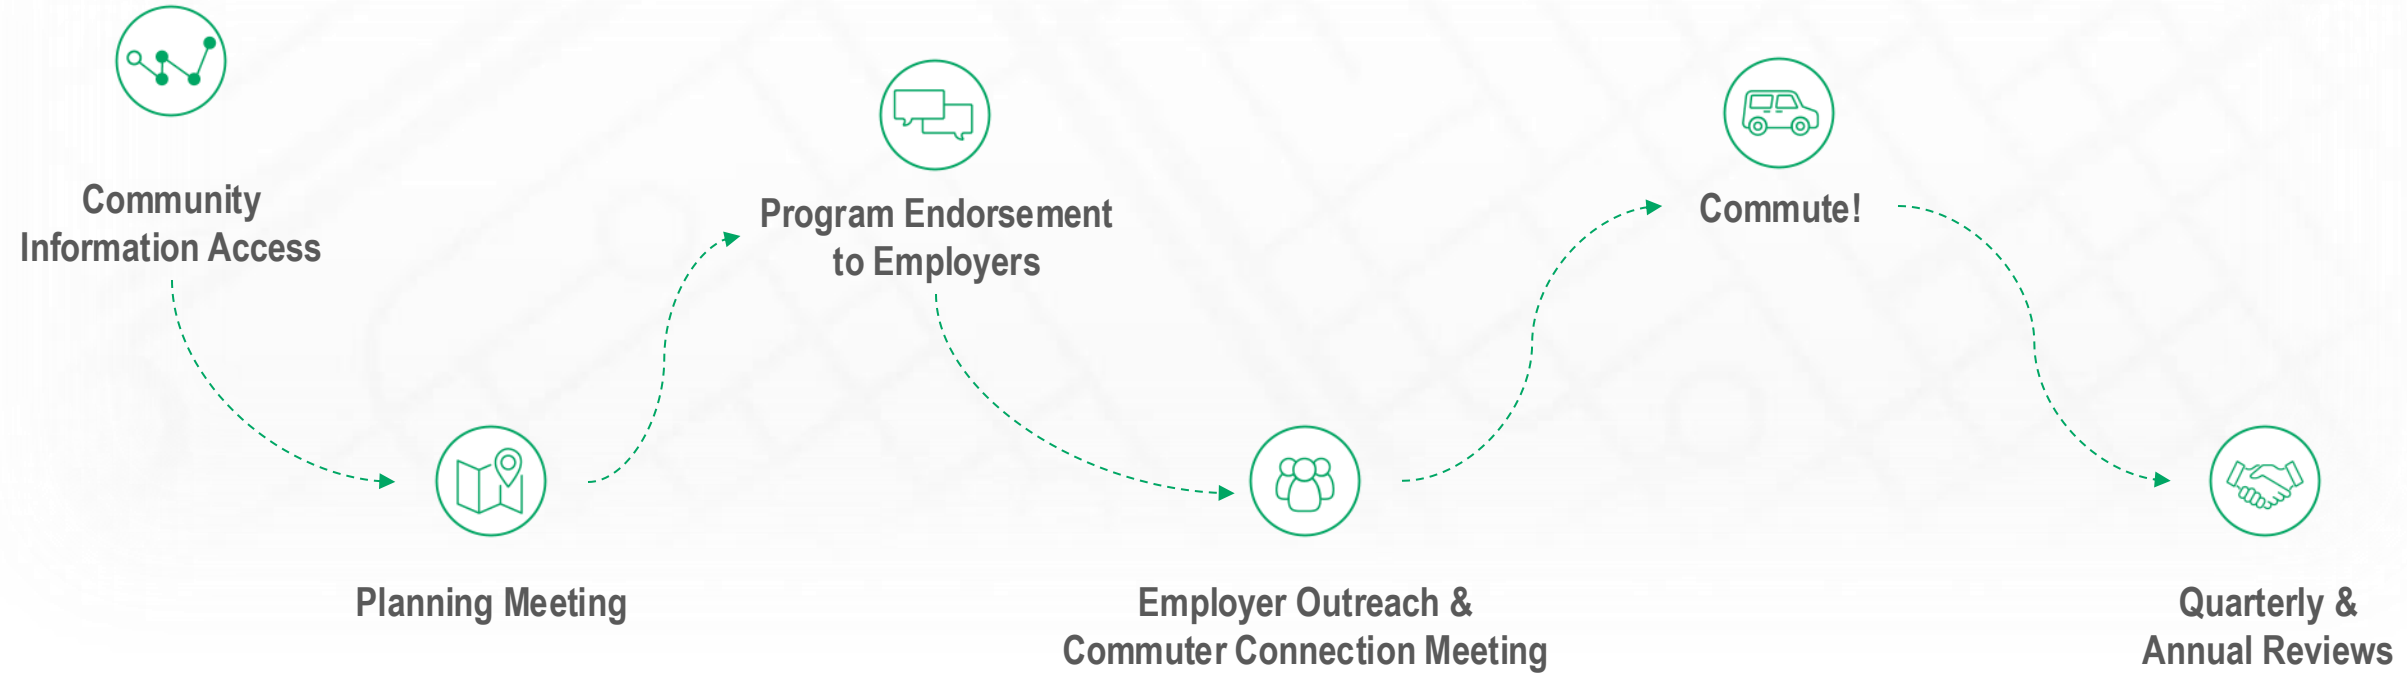 Community
Information Access
Planning Meeting
Program Endorsement
to Employers
Employer Outreach &
Commuter Connection Meeting
Commute!
Quarterly &
Annual Reviews